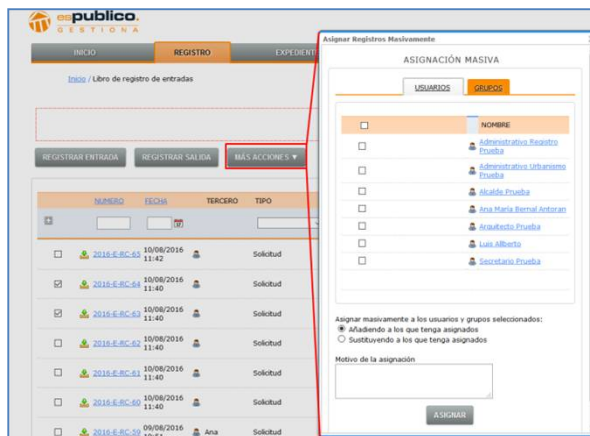 espublico.
GESTIONA
INICIO
REGISTRO
EXPEDIENT
Inicio / Libro de registro de entradas
REGISTRAR ENTRADA
REGISTRAR SALIDA
MÁS ACCIONES ▼
NUMERO FECHA TERCERO TIPO
2016-E-RC-65 10/08/2016 11:42 Solicitud
2016-E-RC-64 10/08/2016 11:40 Solicitud
2016-E-RC-63 10/08/2016 11:40 Solicitud
2016-E-RC-62 10/08/2016 11:40 Solicitud
2016-E-RC-61 10/08/2016 11:40 Solicitud
2016-E-RC-60 10/08/2016 11:40 Solicitud
2016-E-RC-59 09/08/2016 Ana Solicitud
Asignar Registros Masivamente
ASIGNACIÓN MASIVA
USUARIOS
GRUPOS
NOMBRE
Administrativo Registro
Prueba
Administrativo Urbanismo
Prueba
Alcalde Prueba
Ana María Bernal Antoran
Arquitecto Prueba
Luis Alberto
Secretario Prueba
Asignar masivamente a los usuarios y grupos seleccionados:
Añadiendo a los que tenga asignados
Sustituyendo a los que tenga asignados
Motivo de la asignación
ASIGNAR